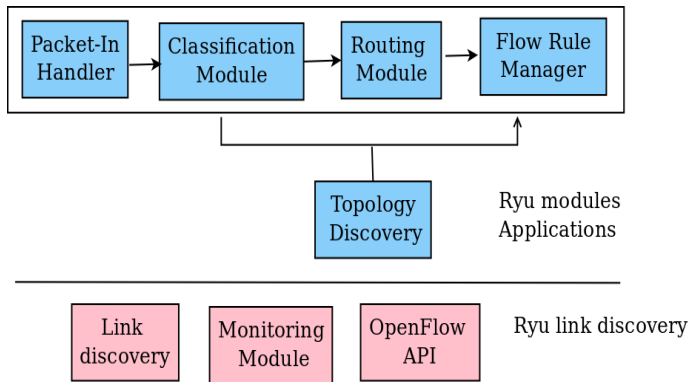 Packet-In
Handler
Classification
Module
Routing
Module
Flow Rule
Manager
Topology
Discovery
Ryu modules
Applications
Link
discovery
Monitoring
Module
OpenFlow
API
Ryu link discovery